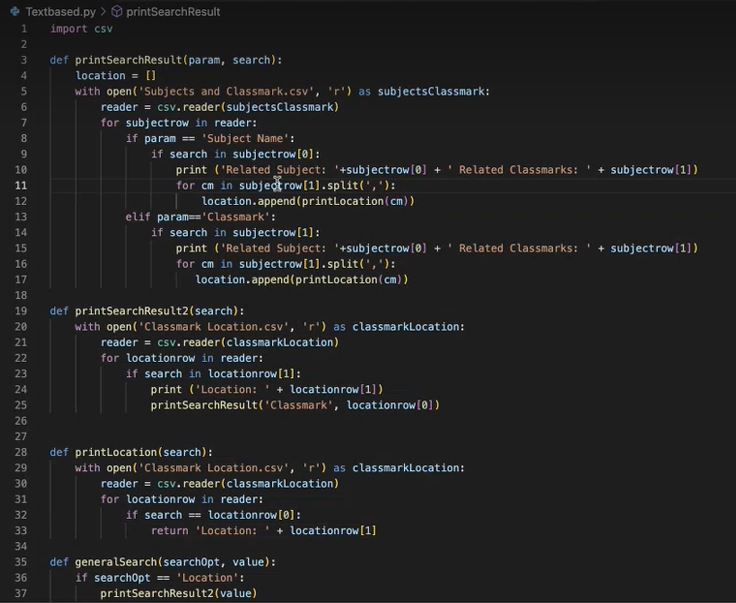 Textbased.py > printSearchResult
1 import csv
2
3 def printSearchResult(param, search):
4     location = []
5     with open('Subjects and Classmark.csv', 'r') as subjectsClassmark:
6         reader = csv.reader(subjectsClassmark)
7         for subjectrow in reader:
8             if param == 'Subject Name':
9                 if search in subjectrow[0]:
10                     print ('Related Subject: '+subjectrow[0] + ' Related Classmarks: ' + subjectrow[1])
11                     for cm in subjectrow[1].split(','):
12                         location.append(printLocation(cm))
13             elif param=='Classmark':
14                 if search in subjectrow[1]:
15                     print ('Related Subject: '+subjectrow[0] + ' Related Classmarks: ' + subjectrow[1])
16                     for cm in subjectrow[1].split(','):
17                        location.append(printLocation(cm))
18
19 def printSearchResult2(search):
20     with open('Classmark Location.csv', 'r') as classmarkLocation:
21         reader = csv.reader(classmarkLocation)
22         for locationrow in reader:
23             if search in locationrow[1]:
24                 print ('Location: ' + locationrow[1])
25                 printSearchResult('Classmark', locationrow[0])
26
27
28 def printLocation(search):
29     with open('Classmark Location.csv', 'r') as classmarkLocation:
30         reader = csv.reader(classmarkLocation)
31         for locationrow in reader:
32             if search == locationrow[0]:
33                 return 'Location: ' + locationrow[1]
34
35 def generalSearch(searchOpt, value):
36     if searchOpt == 'Location':
37         printSearchResult2(value)